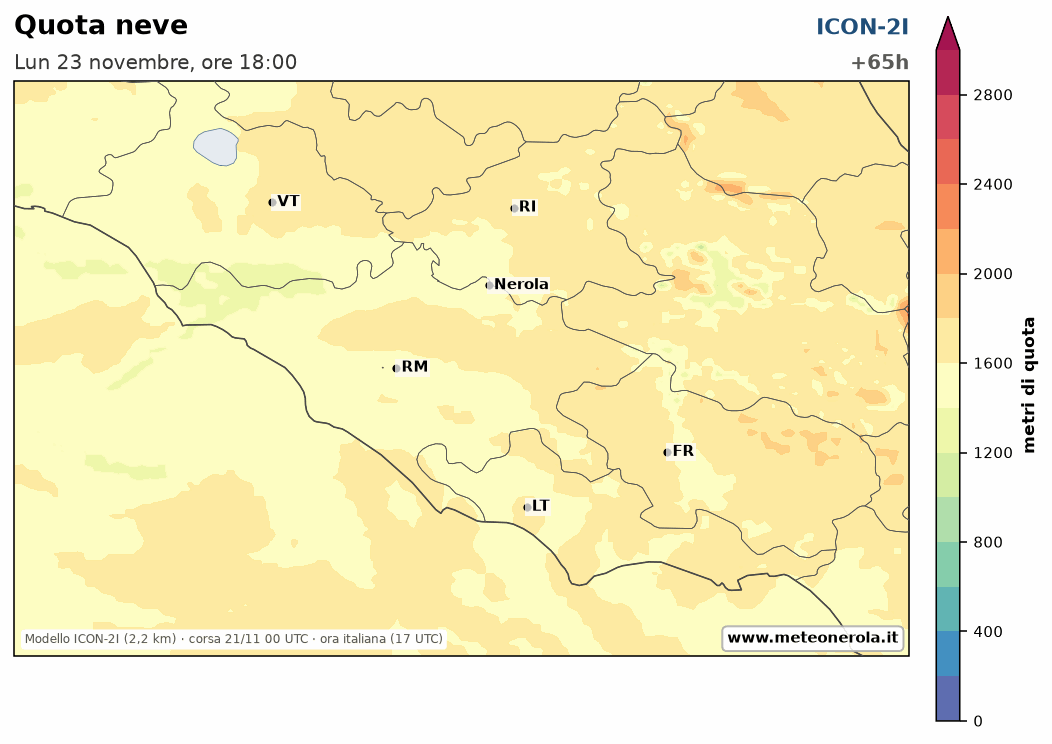 Quota neve
ICON-2I
Lun 23 novembre, ore 18:00
+65h
VT
RI
Nerola
RM
FR
LT
Modello ICON-2I (2,2 km) · corsa 21/11 00 UTC · ora italiana (17 UTC)
www.meteonerola.it
2800
2400
2000
1600
1200
800
400
0
metri di quota